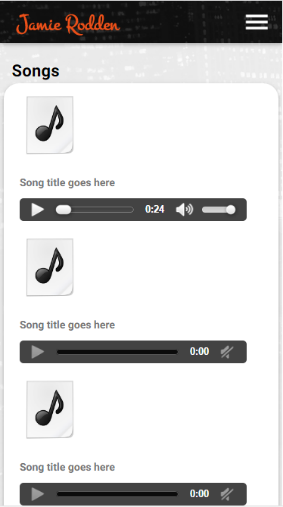 Jamie Rodden
Songs
Song title goes here
0:24
Song title goes here
0:00
Song title goes here
0:00